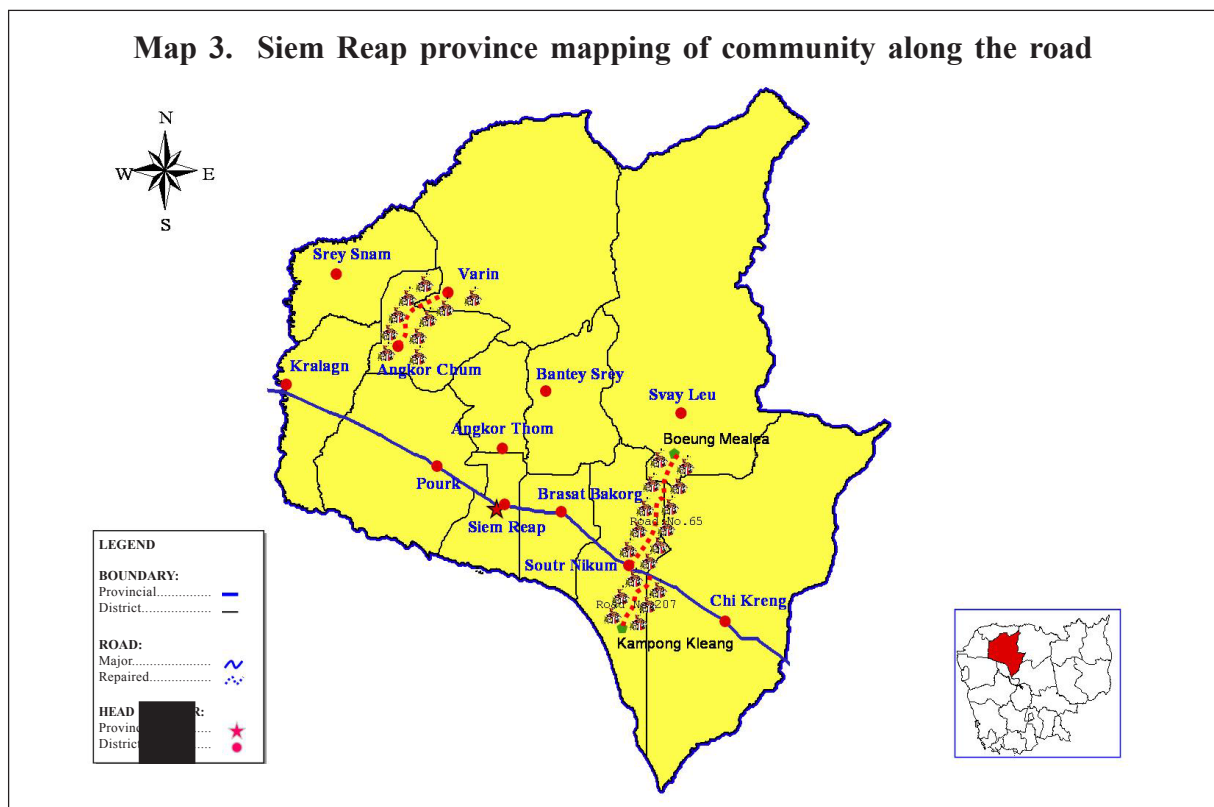 Map 3. Siem Reap province mapping of community along the road
N
W E
S
Srey Snam
Varin
Kralagn
Angkor Chum
Bantey Srey
Svay Leu
Angkor Thom
Boeung Mealea
Pourk
Brasat Bakorg
Siem Reap
Road No.65
Soutr Nikum
Road No.207
Chi Kreng
Kampong Kleang
LEGEND
BOUNDARY:
Provincial................
District....................
ROAD:
Major.......................
Repaired..................
HEAD